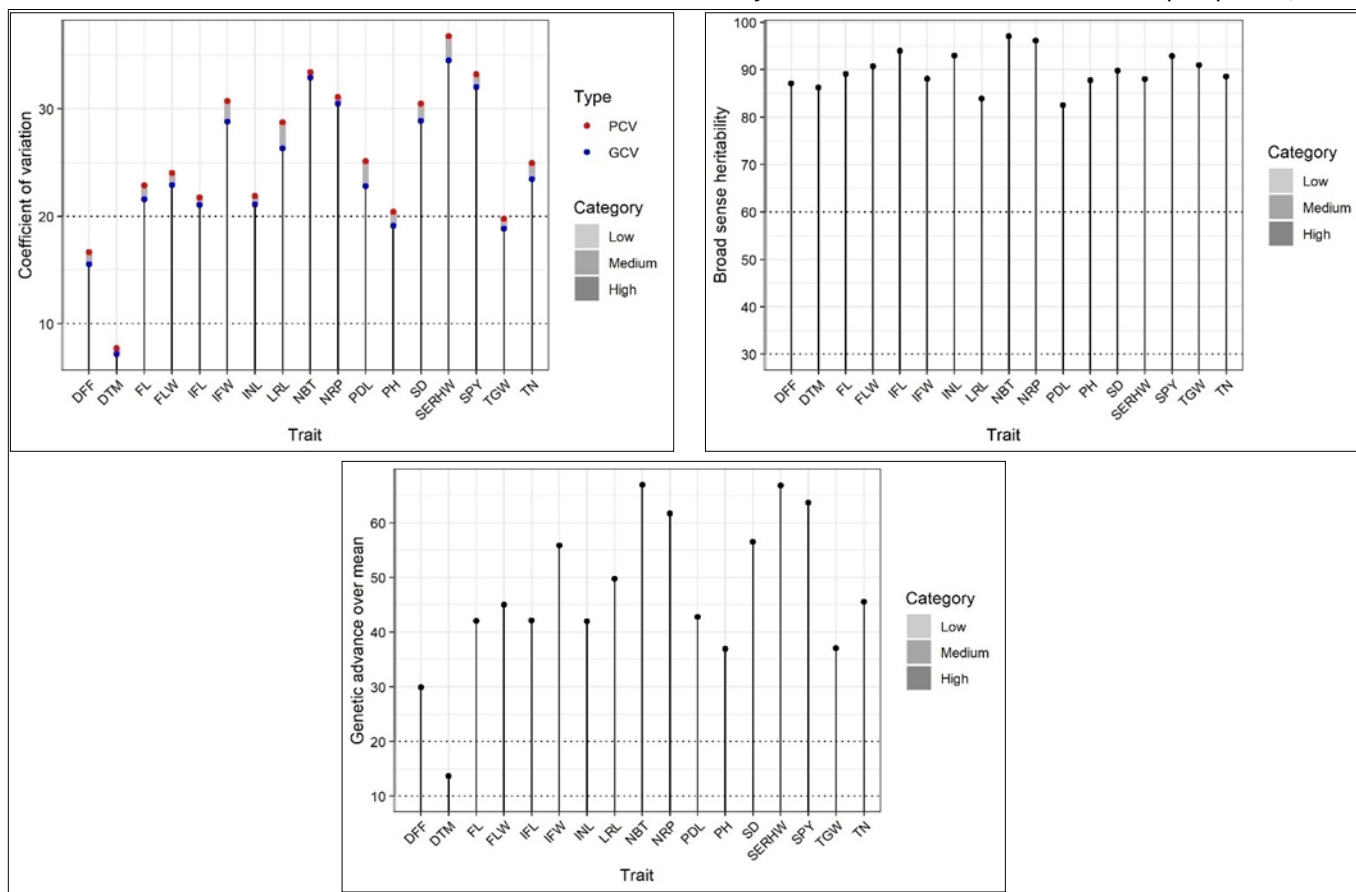 Coefficient of variation
30
20
10
DFF
DTM
FL
FLW
IFL
IFW
INL
LRL
NBT
NRP
PDL
PH
SD
SERHW
SPY
TGW
TN
Trait
Type
PCV
GCV
Category
Low
Medium
High
Broad sense heritability
100
90
80
70
60
50
40
30
DFF
DTM
FL
FLW
IFL
IFW
INL
LRL
NBT
NRP
PDL
PH
SD
SERHW
SPY
TGW
TN
Trait
Category
Low
Medium
High
Genetic advance over mean
60
50
40
30
20
10
DFF
DTM
FL
FLW
IFL
IFW
INL
LRL
NBT
NRP
PDL
PH
SD
SERHW
SPY
TGW
TN
Trait
Category
Low
Medium
High